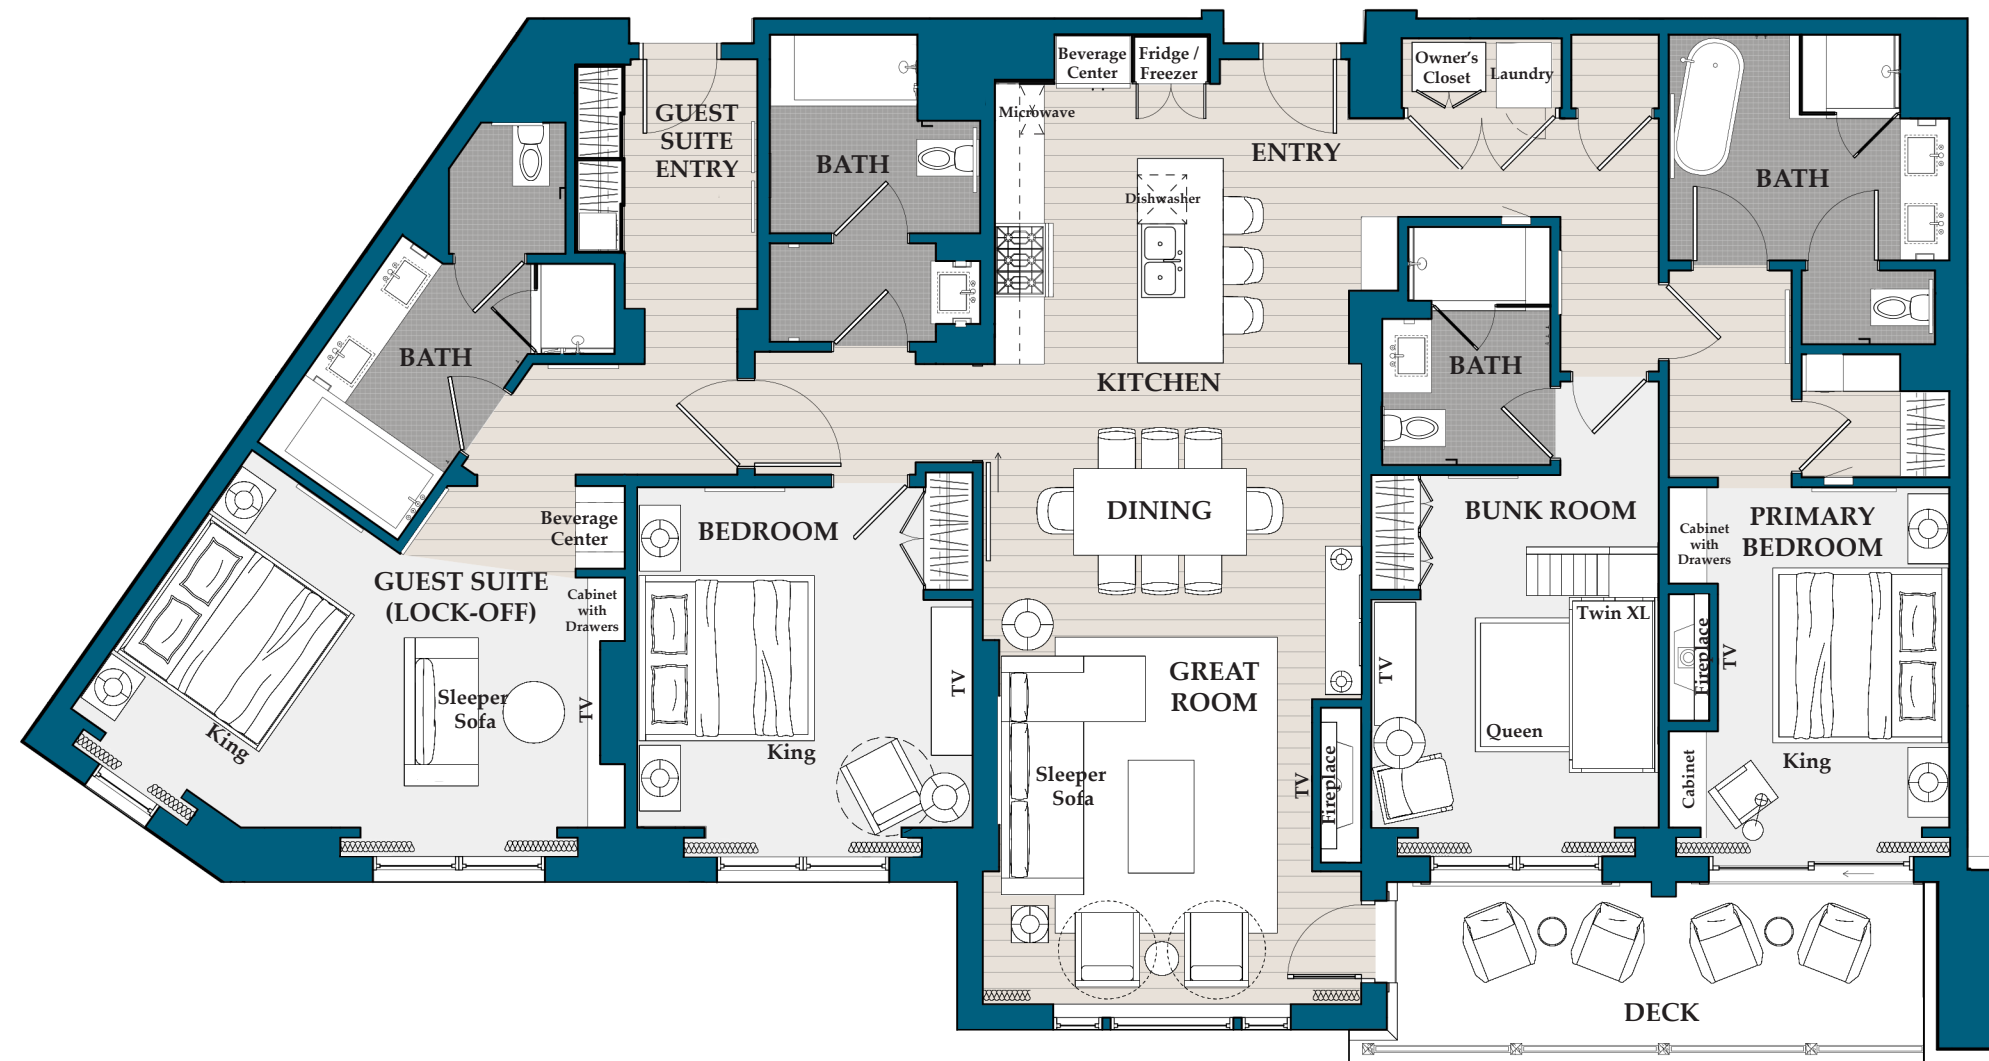 Beverage
Center
Fridge /
Freezer
Owner's
Closet
Laundry
GUEST
SUITE
ENTRY
Microwave
BATH
ENTRY
BATH
Dishwasher
BATH
BATH
KITCHEN
DINING
BEDROOM
BUNK ROOM
PRIMARY
BEDROOM
Beverage
Center
Cabinet
with
Drawers
GUEST SUITE
(LOCK-OFF)
Cabinet
with
Drawers
Twin XL
GREAT
ROOM
Fireplace
TV
TV
TV
TV
Sleeper
Sofa
King
King
Queen
King
Sleeper
Sofa
TV
Fireplace
Cabinet
DECK